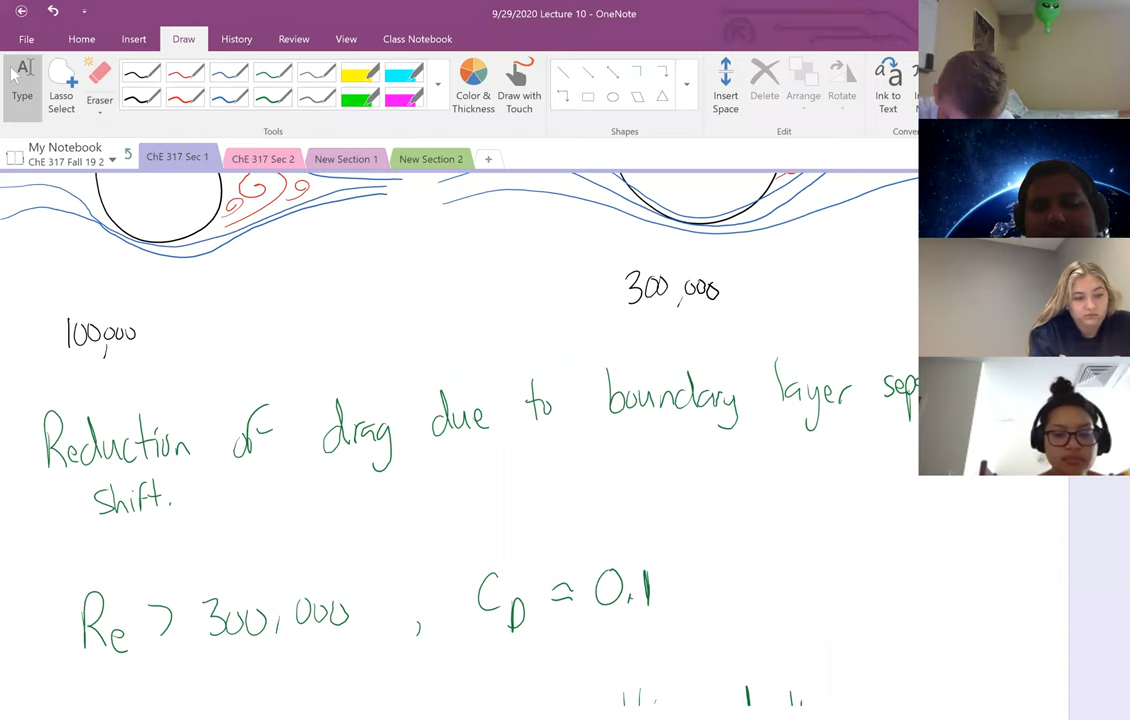 9/29/2020 Lecture 10 - OneNote
File Home Insert Draw History Review View Class Notebook
Type Lasso Select Eraser Color & Thickness Draw with Touch Insert Space Delete Arrange Rotate Ink to Text
Tools Shapes Edit Conver
My Notebook
ChE 317 Fall 19 2
ChE 317 Sec 1 ChE 317 Sec 2 New Section 1 New Section 2 +
300,000
100,000
Reduction of drag due to boundary layer sep
shift.
Re > 300,000 , CD ≈ 0.1